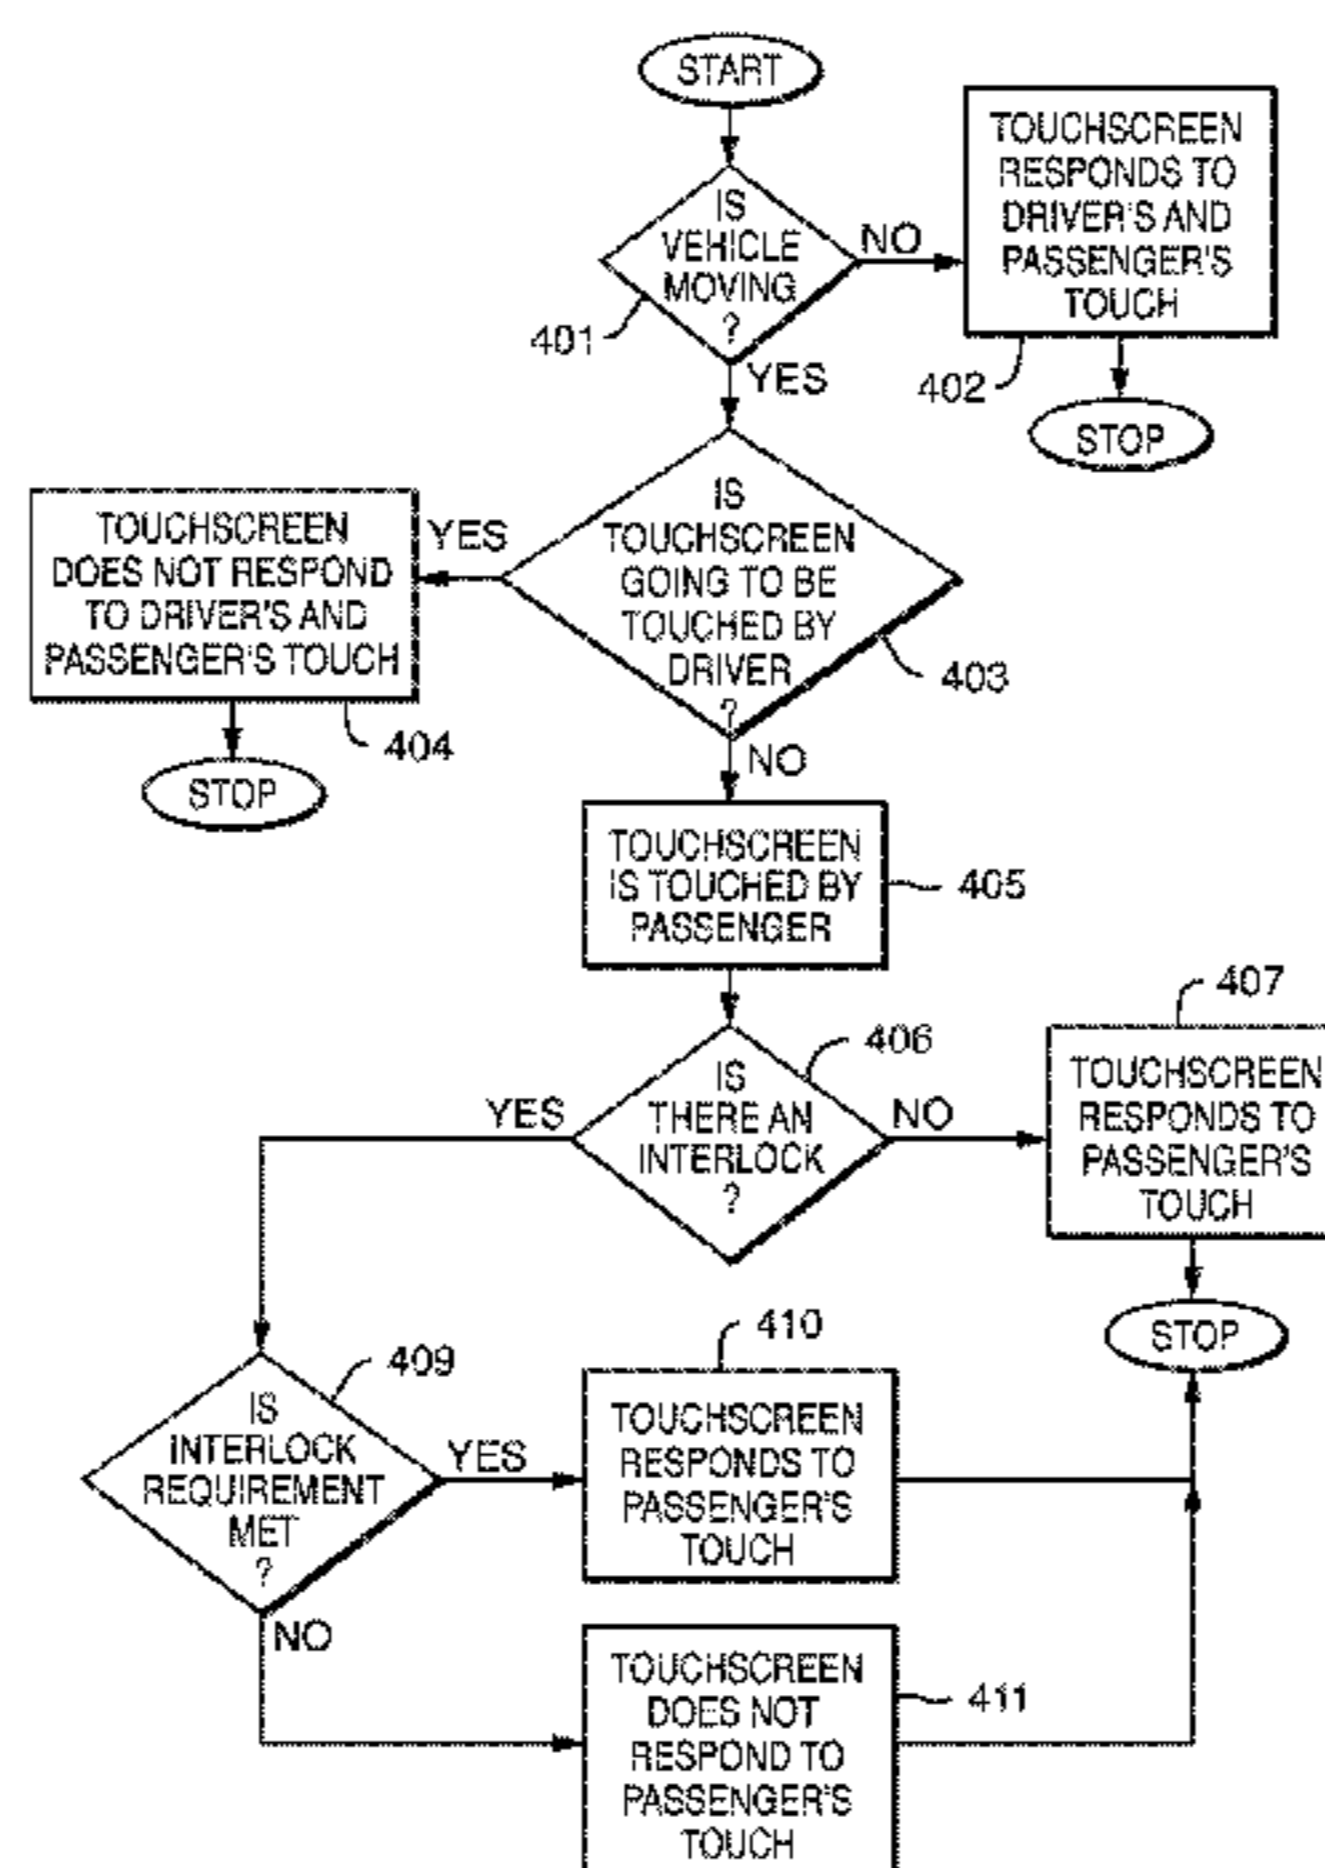 START
IS
VEHICLE
MOVING
?
401
NO
TOUCHSCREEN
RESPONDS TO
DRIVER'S AND
PASSENGER'S
TOUCH
402
STOP
YES
IS
TOUCHSCREEN
GOING TO BE
TOUCHED BY
DRIVER
?
403
YES
TOUCHSCREEN
DOES NOT RESPOND
TO DRIVER'S AND
PASSENGER'S TOUCH
404
STOP
NO
TOUCHSCREEN
IS TOUCHED BY
PASSENGER
405
IS
THERE AN
INTERLOCK
?
406
NO
TOUCHSCREEN
RESPONDS TO
PASSENGER'S
TOUCH
407
STOP
YES
IS
INTERLOCK
REQUIREMENT
MET
?
409
YES
TOUCHSCREEN
RESPONDS TO
PASSENGER'S
TOUCH
410
NO
TOUCHSCREEN
DOES NOT
RESPOND TO
PASSENGER'S
TOUCH
411